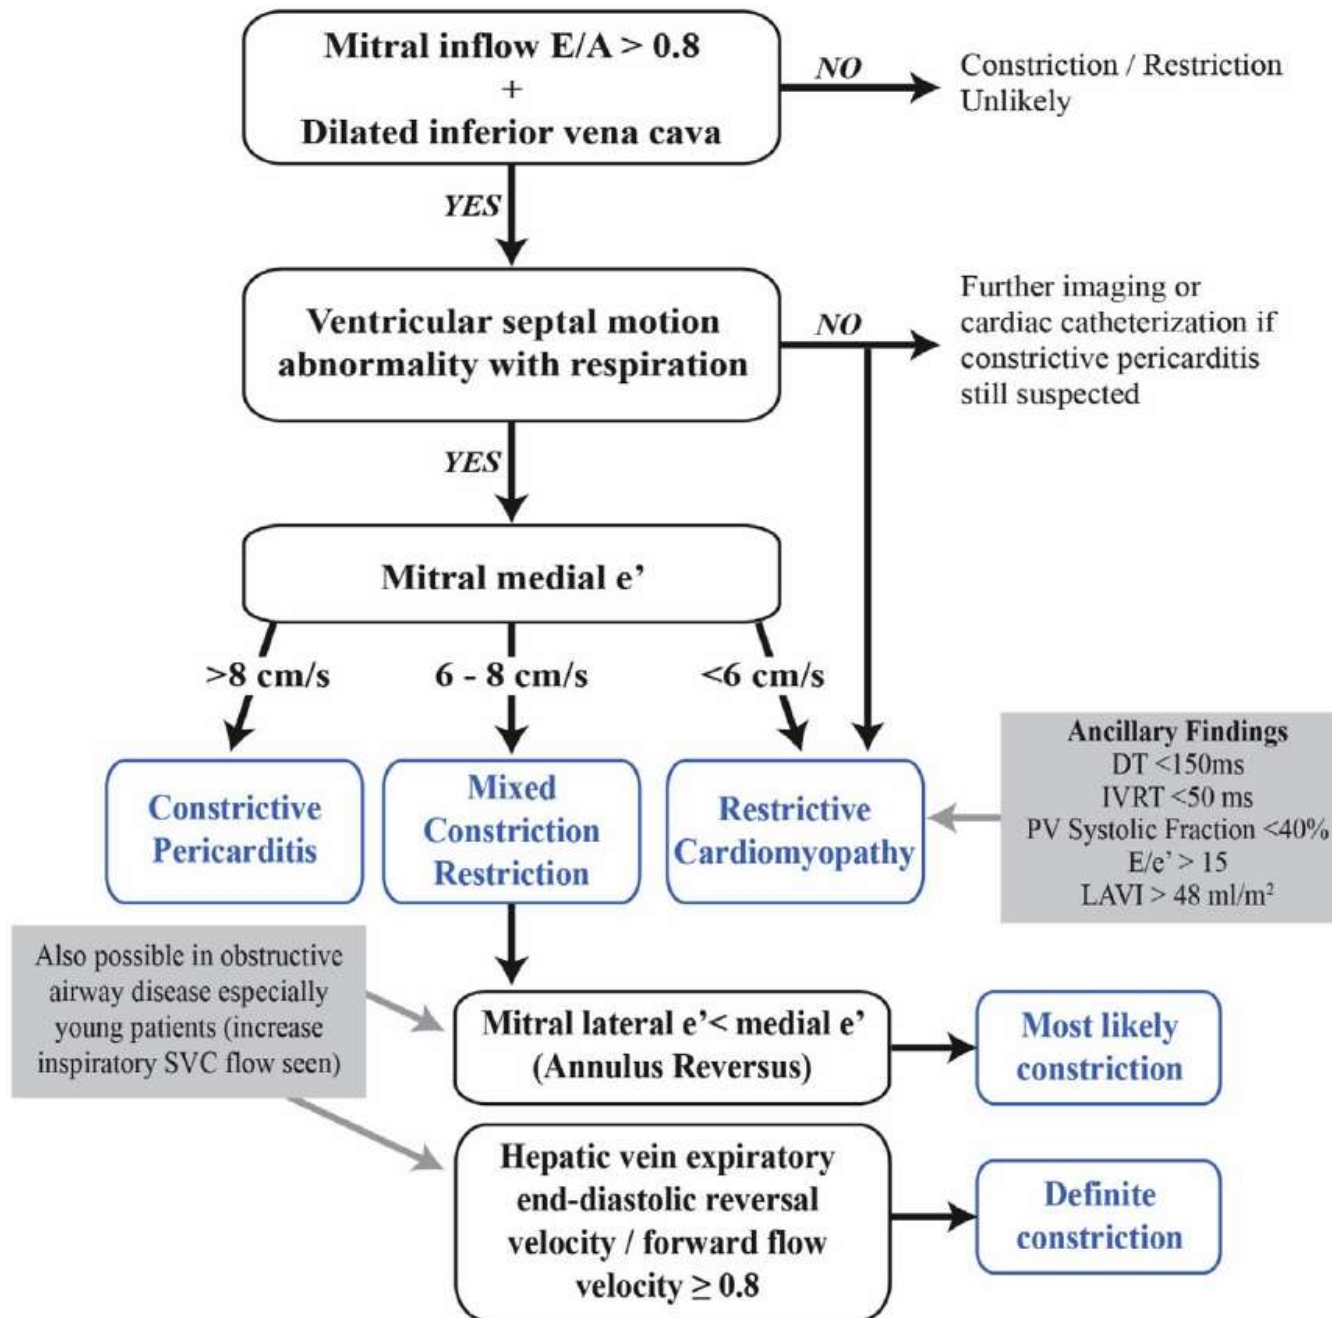 Mitral inflow E/A > 0.8
+
Dilated inferior vena cava
NO
Constriction / Restriction
Unlikely
YES
Ventricular septal motion
abnormality with respiration
NO
Further imaging or
cardiac catheterization if
constrictive pericarditis
still suspected
YES
Mitral medial e’
>8 cm/s
6 - 8 cm/s
<6 cm/s
Constrictive
Pericarditis
Mixed
Constriction
Restriction
Restrictive
Cardiomyopathy
Ancillary Findings
DT <150ms
IVRT <50 ms
PV Systolic Fraction <40%
E/e’ > 15
LAVI > 48 ml/m²
Also possible in obstructive
airway disease especially
young patients (increase
inspiratory SVC flow seen)
Mitral lateral e’< medial e’
(Annulus Reversus)
Most likely
constriction
Hepatic vein expiratory
end-diastolic reversal
velocity / forward flow
velocity ≥ 0.8
Definite
constriction